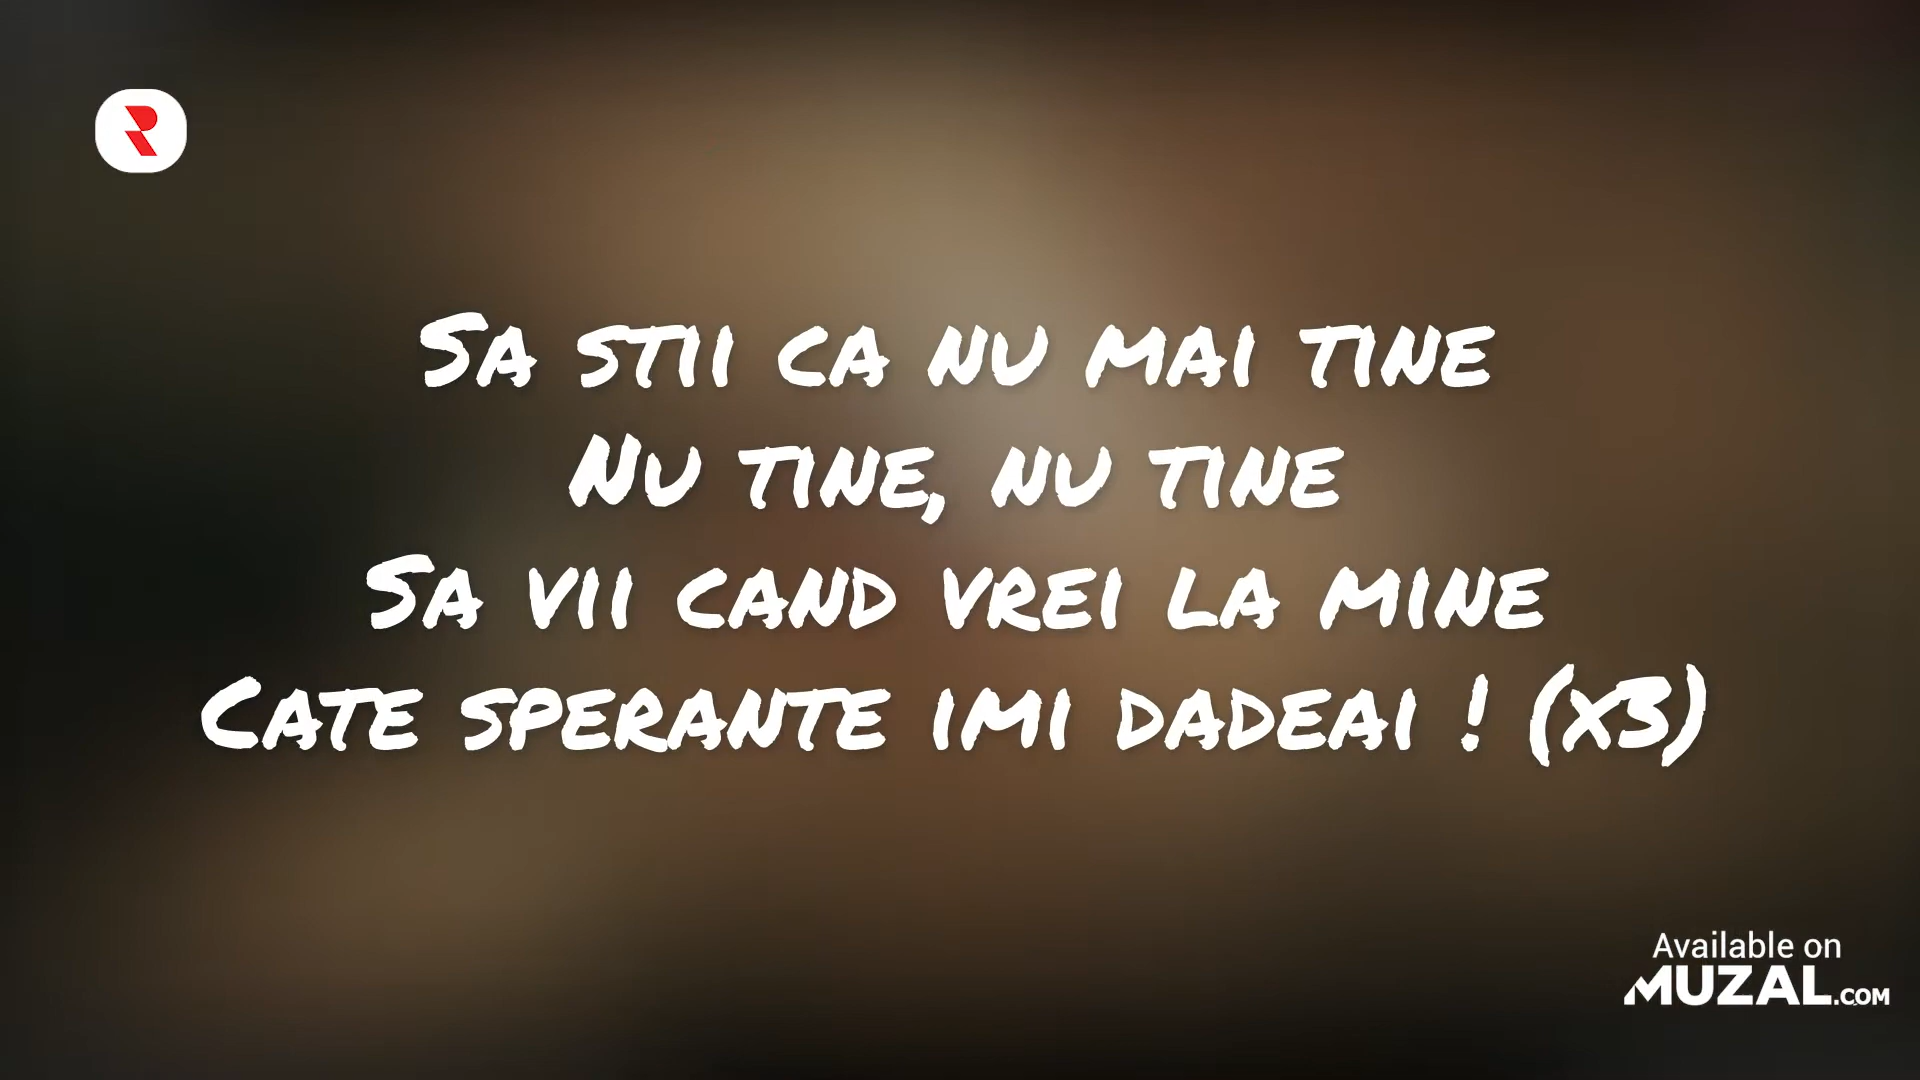 R
Sa stii ca nu mai tine
Nu tine, nu tine
Sa vii cand vrei la mine
Cate sperante imi dadeai ! (x3)
Available on
MUZAL.COM